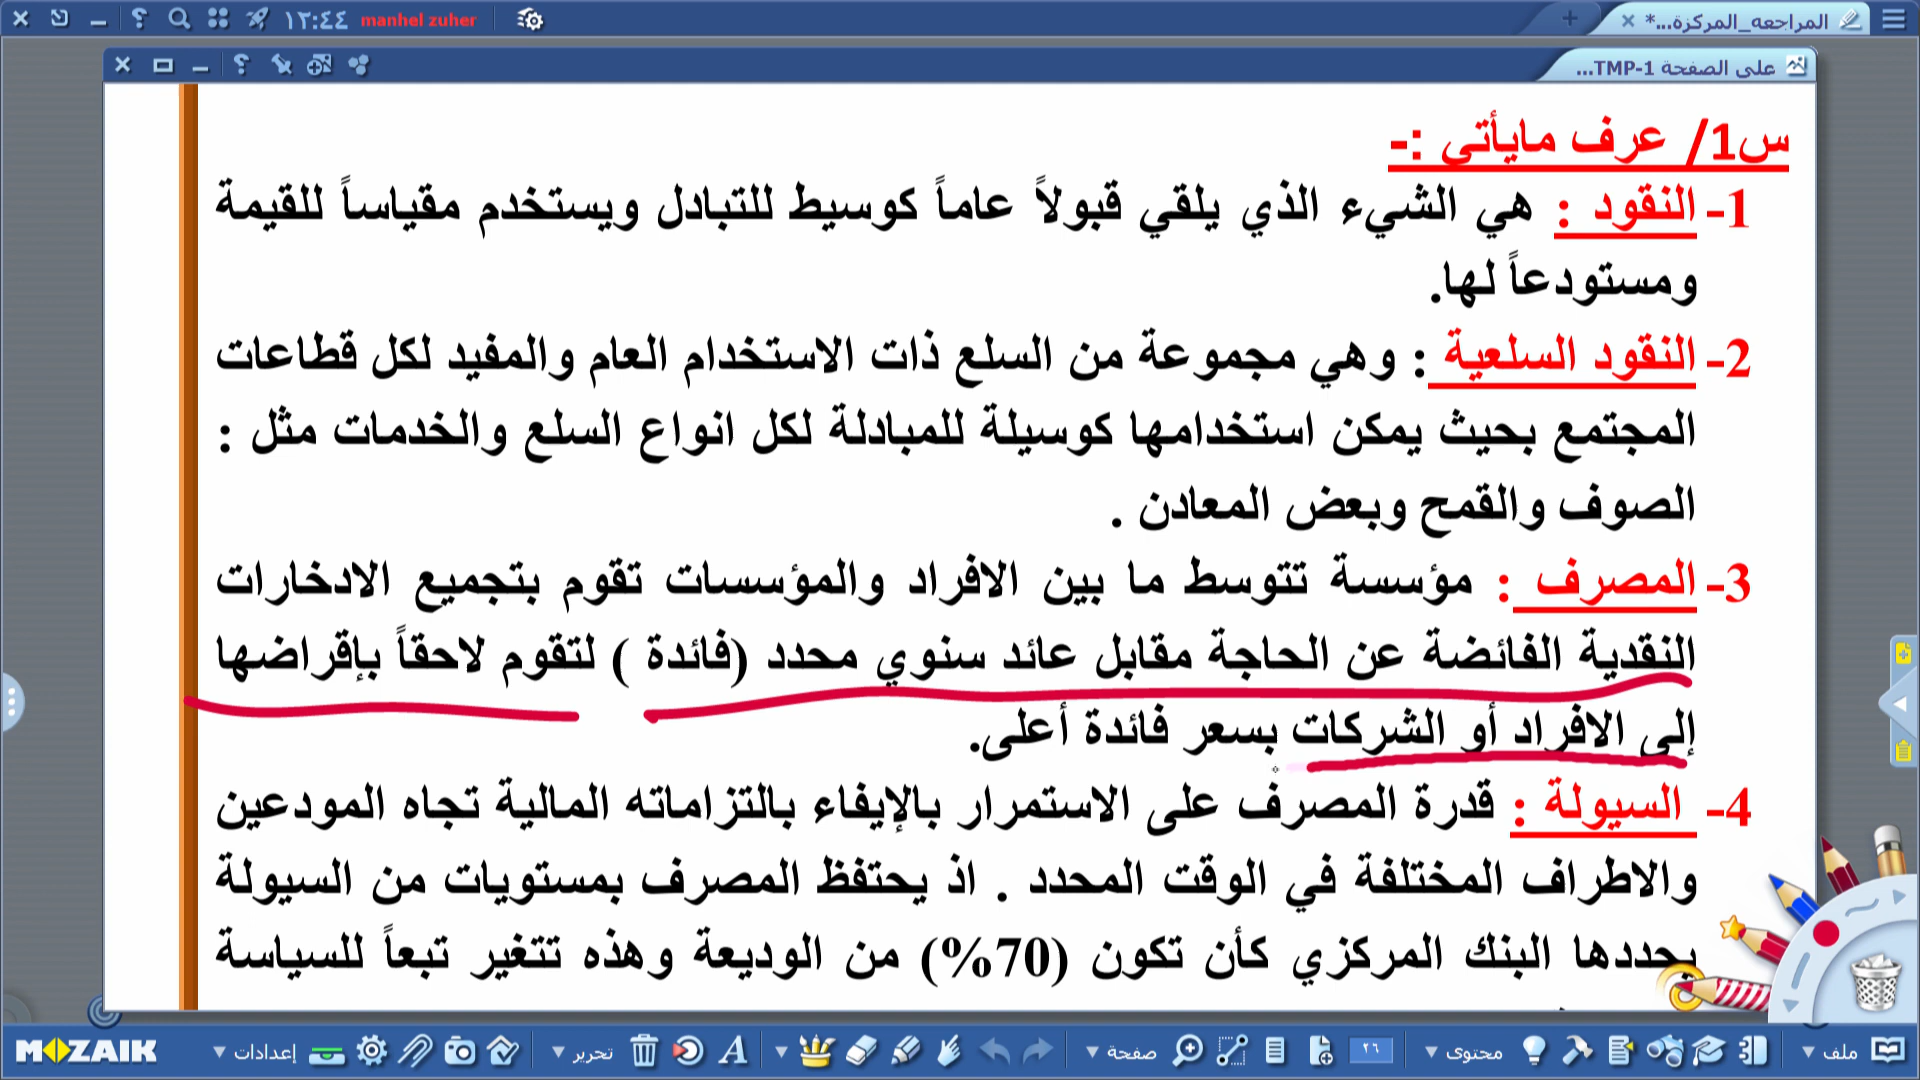 المراجعه_المركزة...*
manhel zuher
١٢:٤٤
على الصفحة TMP-1...
س1/ عرف مايأتي :-
1- النقود : هي الشيء الذي يلقي قبولاً عاماً كوسيط للتبادل ويستخدم مقياساً للقيمة
ومستودعاً لها.
2- النقود السلعية : وهي مجموعة من السلع ذات الاستخدام العام والمفيد لكل قطاعات
المجتمع بحيث يمكن استخدامها كوسيلة للمبادلة لكل انواع السلع والخدمات مثل :
الصوف والقمح وبعض المعادن .
3- المصرف : مؤسسة تتوسط ما بين الافراد والمؤسسات تقوم بتجميع الادخارات
النقدية الفائضة عن الحاجة مقابل عائد سنوي محدد (فائدة ) لتقوم لاحقاً بإقراضها
إلى الافراد أو الشركات بسعر فائدة أعلى.
4- السيولة : قدرة المصرف على الاستمرار بالإيفاء بالتزاماته المالية تجاه المودعين
والاطراف المختلفة في الوقت المحدد . اذ يحتفظ المصرف بمستويات من السيولة
يحددها البنك المركزي كأن تكون (70%) من الوديعة وهذه تتغير تبعاً للسياسة
ملف محتوى ٢٦ صفحة تحرير إعدادات MOZAIK